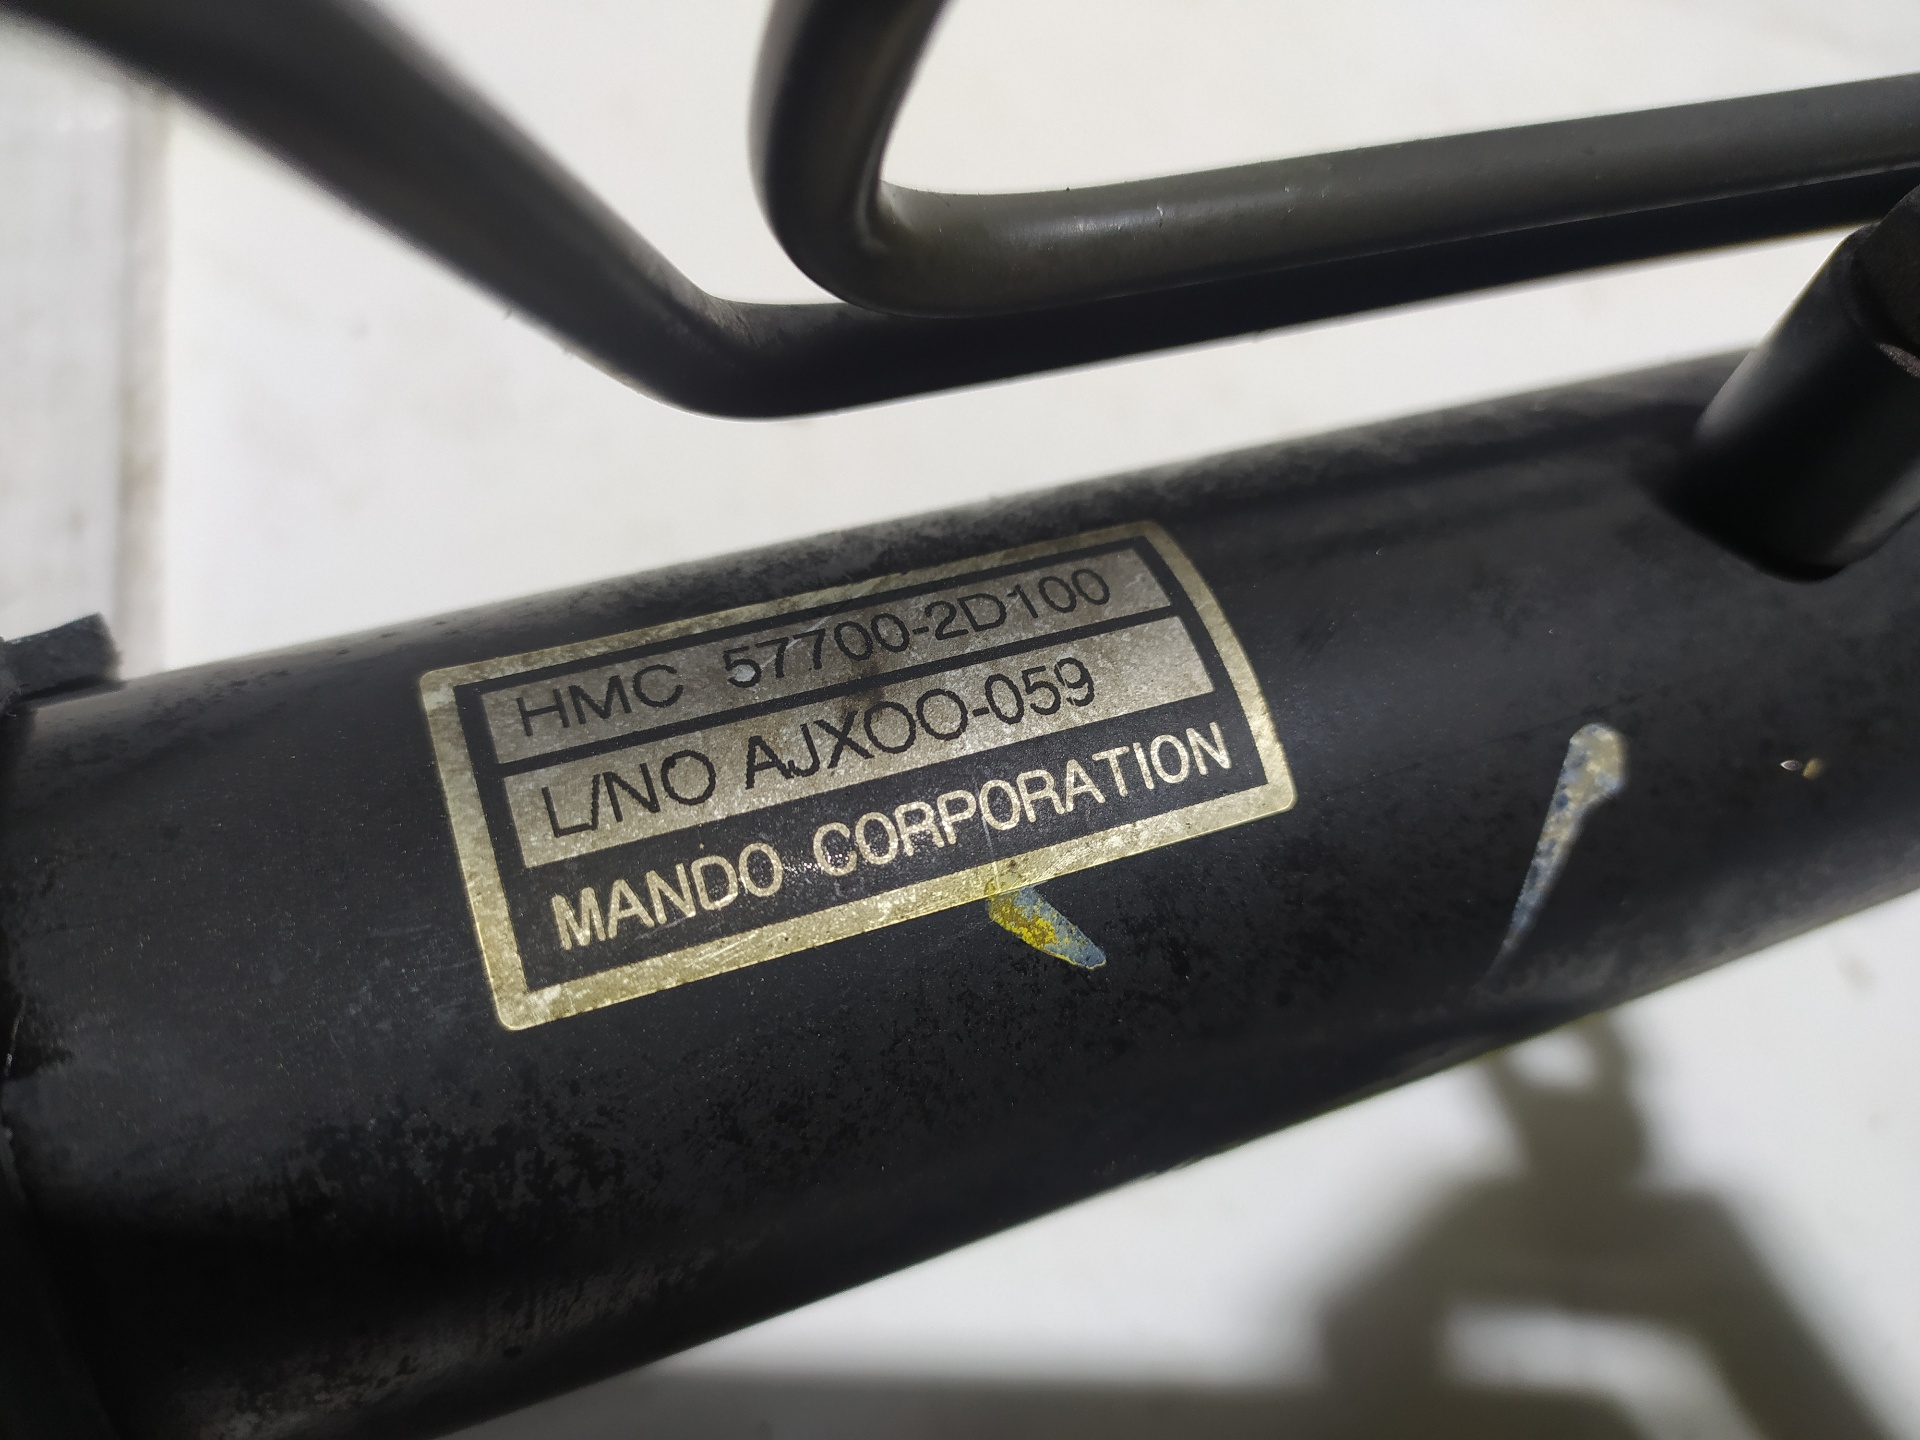 HMC 57700-2D100
L/NO AJXOO-059
MANDO CORPORATION